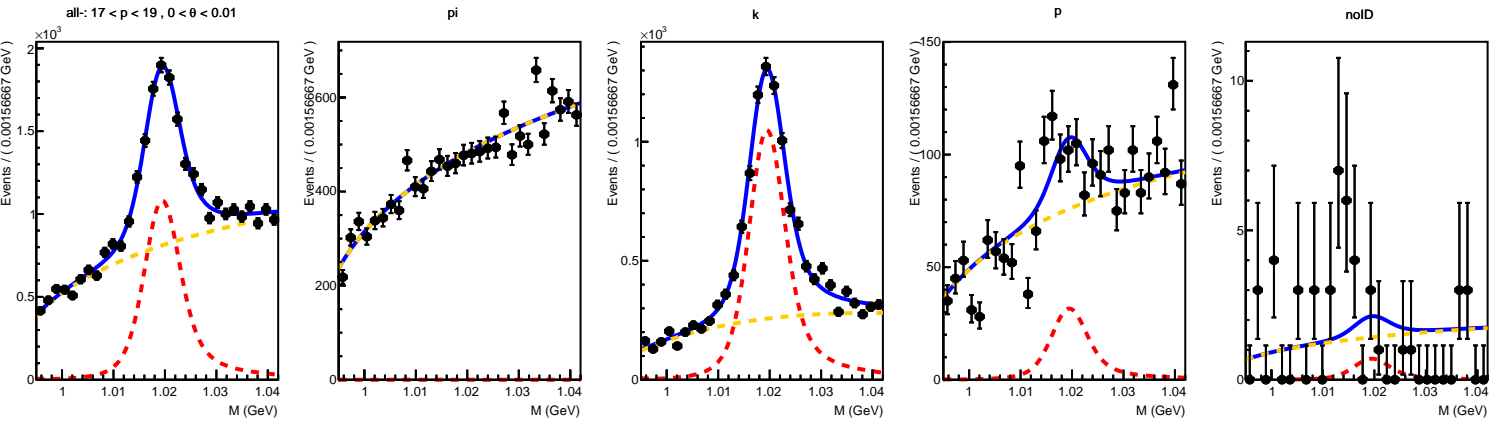 all-: 17 < p < 19 , 0 < θ < 0.01
×10³
Events / ( 0.00156667 GeV )
2
1.5
1
0.5
0
1 1.01 1.02 1.03 1.04
M (GeV)
pi
Events / ( 0.00156667 GeV )
600
400
200
0
1 1.01 1.02 1.03 1.04
M (GeV)
k
×10³
Events / ( 0.00156667 GeV )
1
0.5
0
1 1.01 1.02 1.03 1.04
M (GeV)
p
Events / ( 0.00156667 GeV )
150
100
50
0
1 1.01 1.02 1.03 1.04
M (GeV)
noID
Events / ( 0.00156667 GeV )
10
5
0
1 1.01 1.02 1.03 1.04
M (GeV)